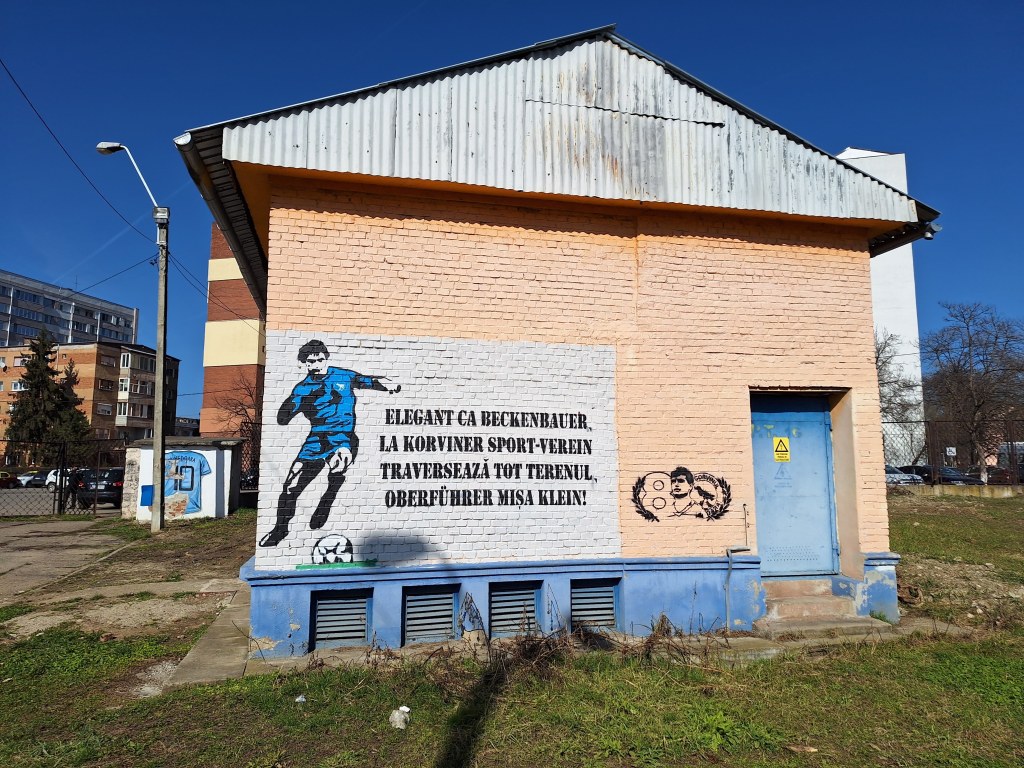 ELEGANT CA BECKENBAUER,
LA KORVINER SPORT-VEREIN
TRAVERSEAZĂ TOT TERENUL,
OBERFÜHRER MIȘA KLEIN!